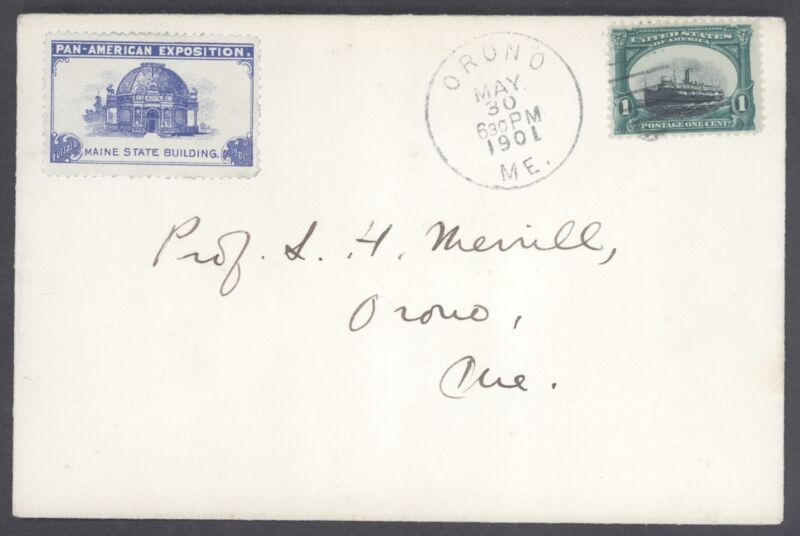 PAN-AMERICAN EXPOSITION.
MAINE STATE BUILDING.
ORONO
MAY.
30
630PM
1901
ME.
UNITED STATES
OF AMERICA
1 1
POSTAGE ONE CENT
Prof. L. H. Merrill,
Orono,
Me.